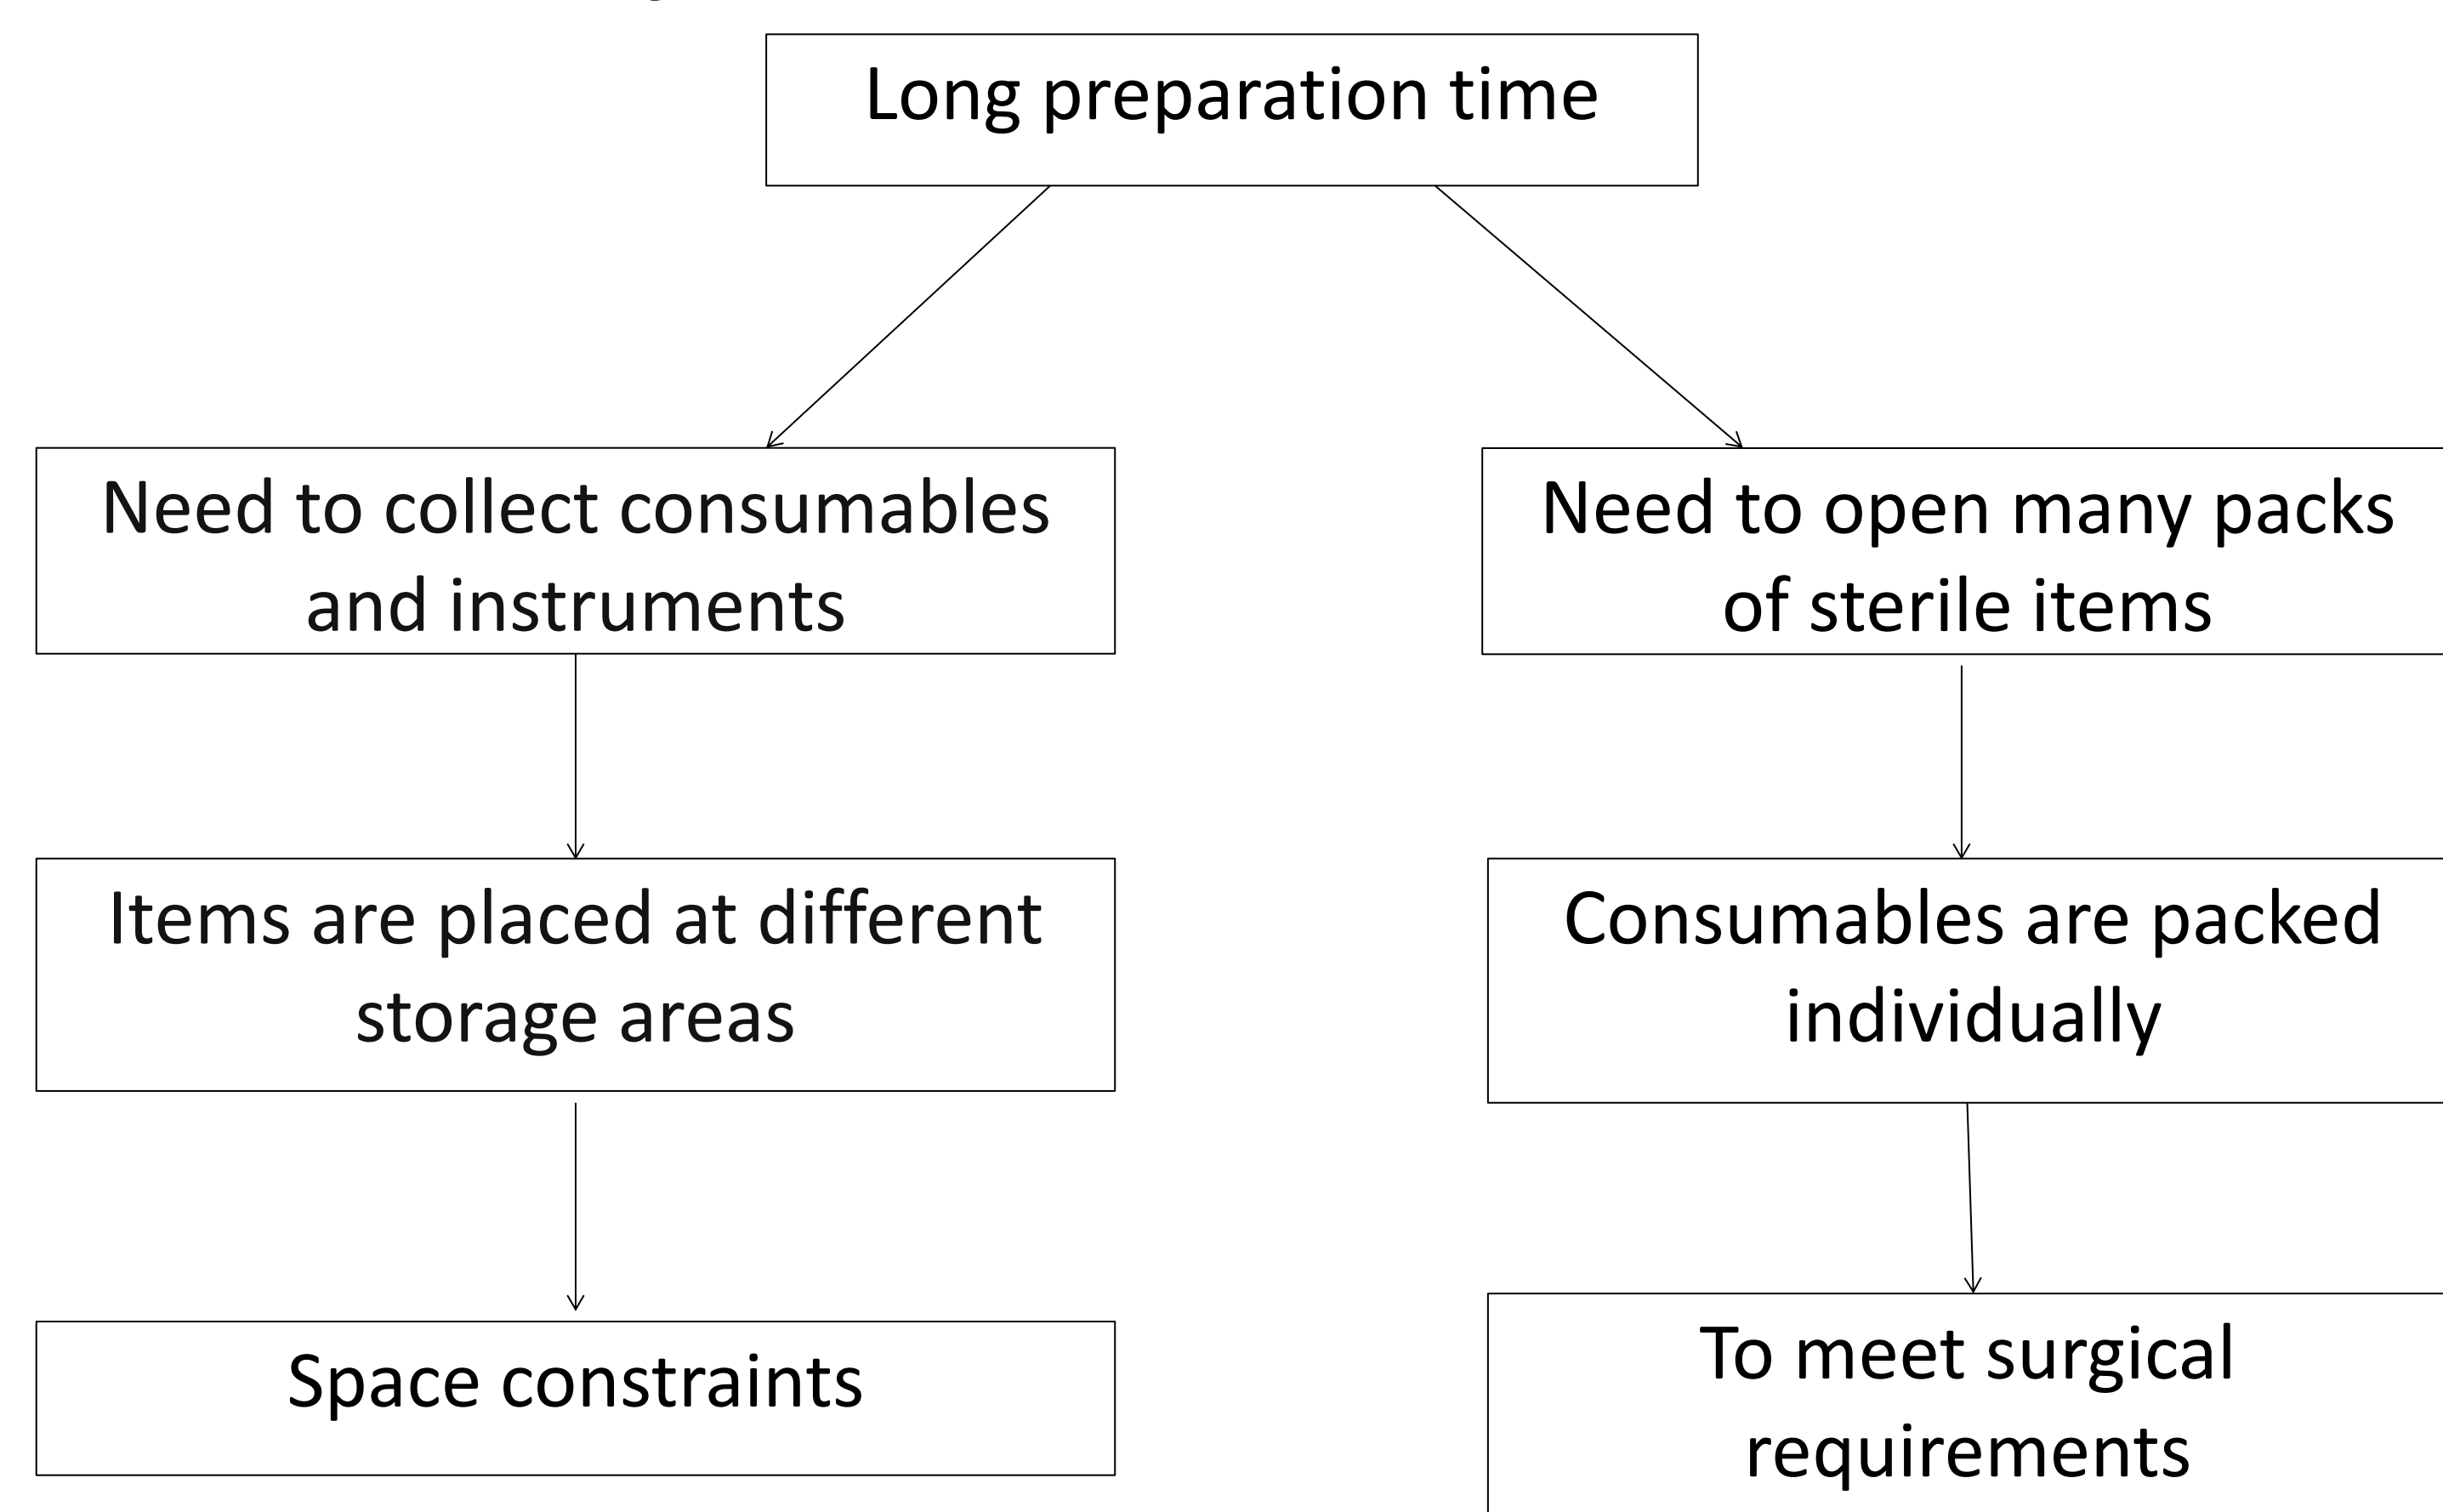 Long preparation time
Need to collect consumables
and instruments
Need to open many packs
of sterile items
Items are placed at different
storage areas
Consumables are packed
individually
Space constraints
To meet surgical
requirements